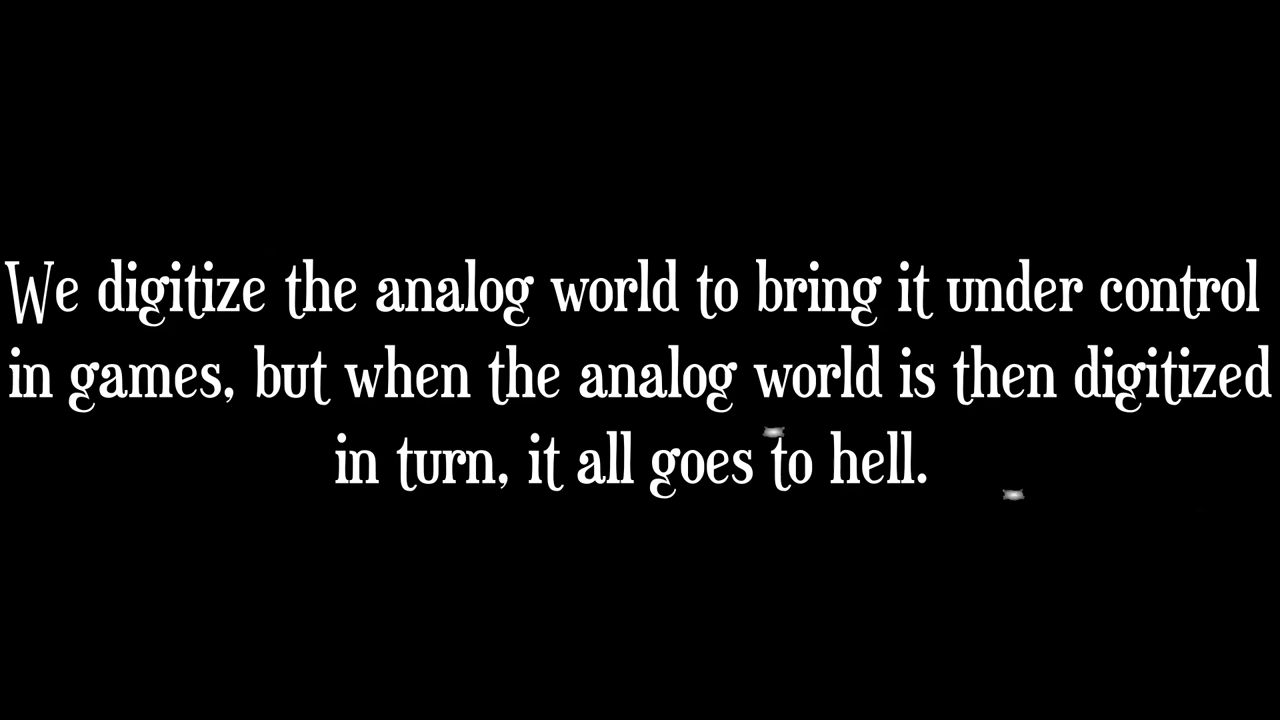 We digitize the analog world to bring it under control
in games, but when the analog world is then digitized
in turn, it all goes to hell.